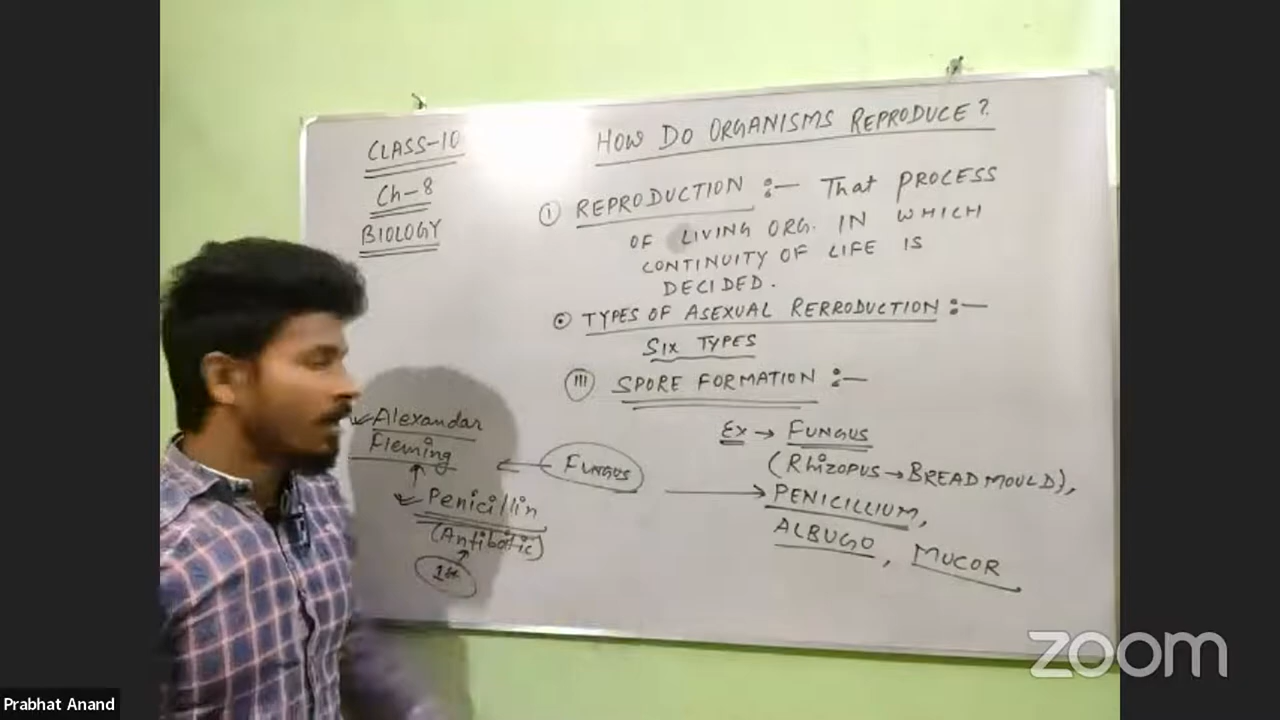 CLASS-10
Ch-8
BIOLOGY
HOW DO ORGANISMS REPRODUCE?
I REPRODUCTION :- That PROCESS
OF LIVING ORG. IN WHICH
CONTINUITY OF LIFE IS
DECIDED.
TYPES OF ASEXUAL RERRODUCTION :-
SIX TYPES
III SPORE FORMATION :-
Ex → FUNGUS
(Rhizopus → BREAD MOULD),
PENICILLIUM,
ALBUGO, MUCOR
FUNGUS
Alexandar
Fleming
Penicillin
(Antibotic)
1st
zoom
Prabhat Anand